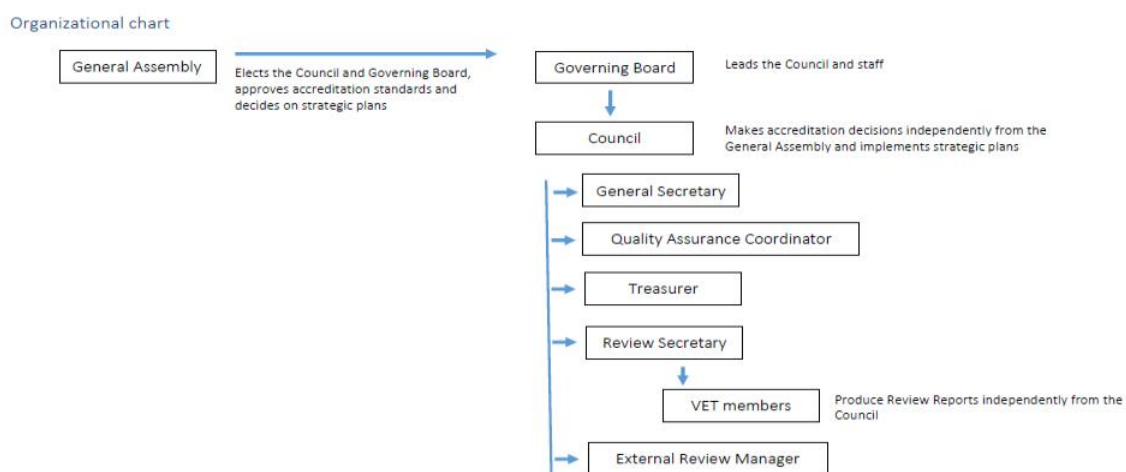 Organizational chart
General Assembly
Elects the Council and Governing Board,
approves accreditation standards and
decides on strategic plans
Governing Board
Leads the Council and staff
Council
Makes accreditation decisions independently from the
General Assembly and implements strategic plans
General Secretary
Quality Assurance Coordinator
Treasurer
Review Secretary
VET members
Produce Review Reports independently from the
Council
External Review Manager